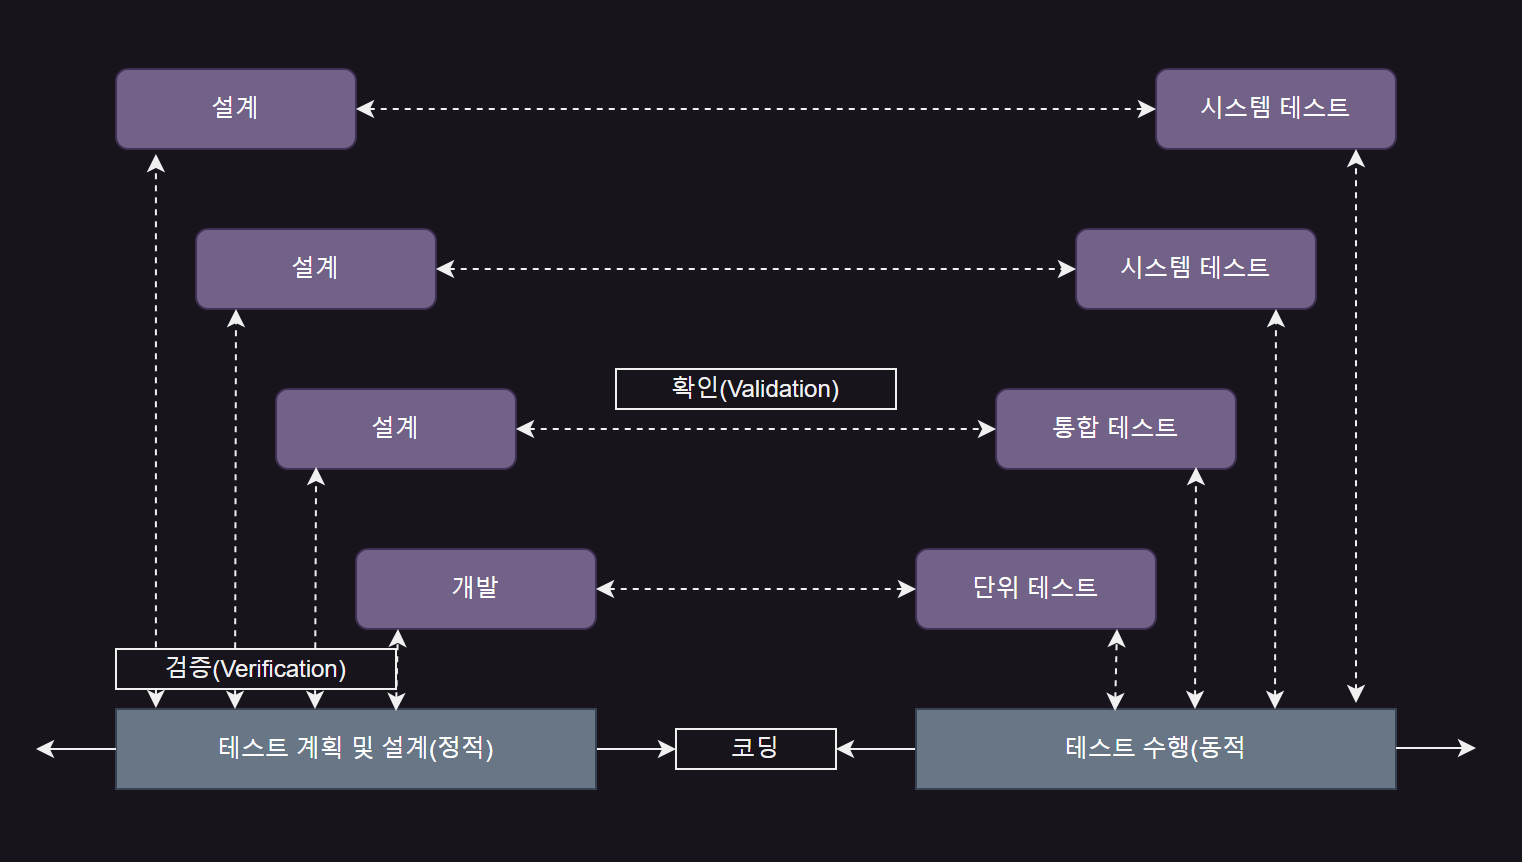 설계
시스템 테스트
설계
시스템 테스트
확인(Validation)
설계
통합 테스트
개발
단위 테스트
검증(Verification)
테스트 계획 및 설계(정적)
코딩
테스트 수행(동적